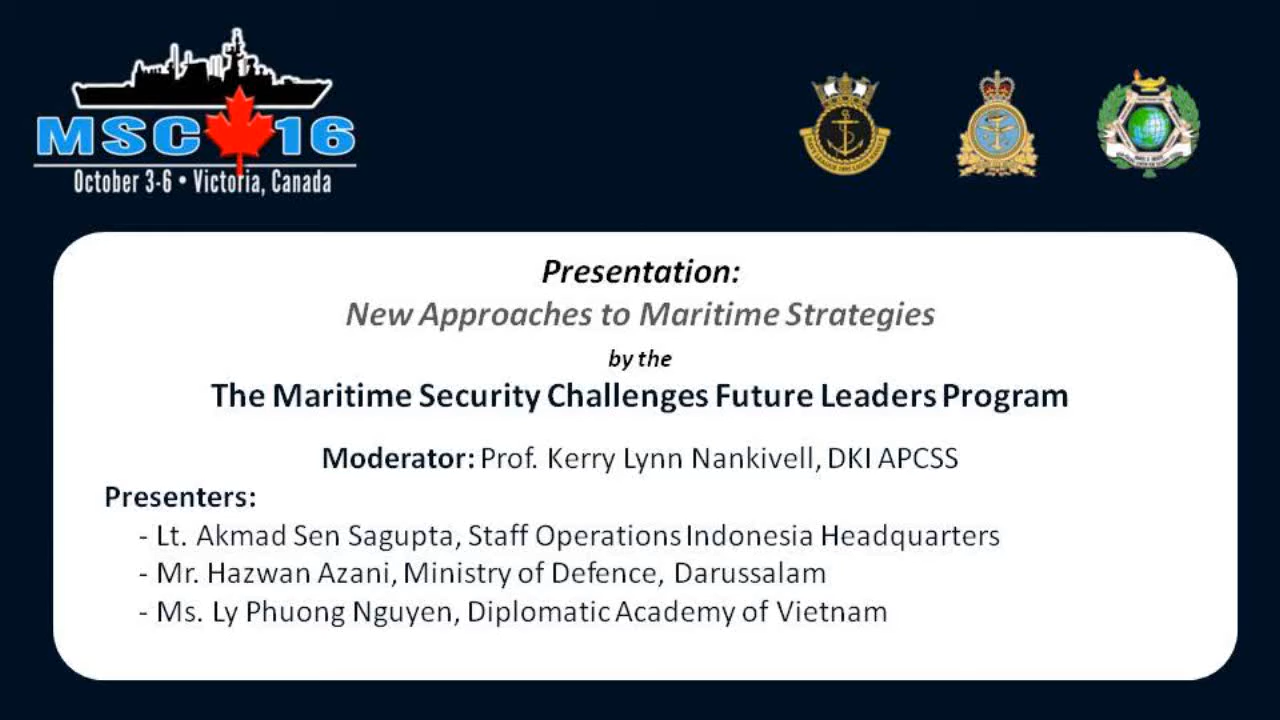 MSC 16
October 3-6 • Victoria, Canada
Presentation:
New Approaches to Maritime Strategies
by the
The Maritime Security Challenges Future Leaders Program
Moderator: Prof. Kerry Lynn Nankivell, DKI APCSS
Presenters:
- Lt. Akmad Sen Sagupta, Staff Operations Indonesia Headquarters
- Mr. Hazwan Azani, Ministry of Defence, Darussalam
- Ms. Ly Phuong Nguyen, Diplomatic Academy of Vietnam